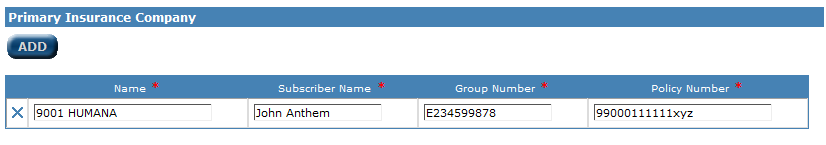 Primary Insurance Company
ADD
Name * Subscriber Name * Group Number * Policy Number *
9001 HUMANA John Anthem E234599878 99000111111xyz